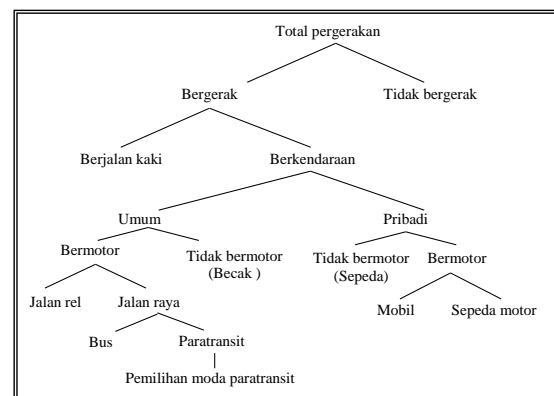 Total pergerakan
Bergerak
Tidak bergerak
Berjalan kaki
Berkendaraan
Umum
Pribadi
Bermotor
Tidak bermotor
(Becak )
Tidak bermotor
(Sepeda)
Bermotor
Jalan rel
Jalan raya
Mobil
Sepeda motor
Bus
Paratransit
Pemilihan moda paratransit